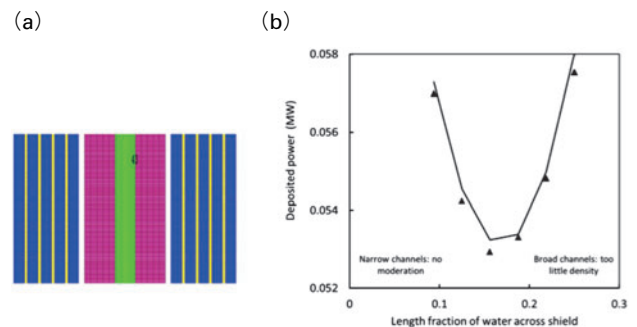 (a)
(b)
0.058
0.056
0.054
0.052
Deposited power (MW)
Narrow channels: no
moderation
Broad channels: too
little density
0
0.1
0.2
0.3
Length fraction of water across shield